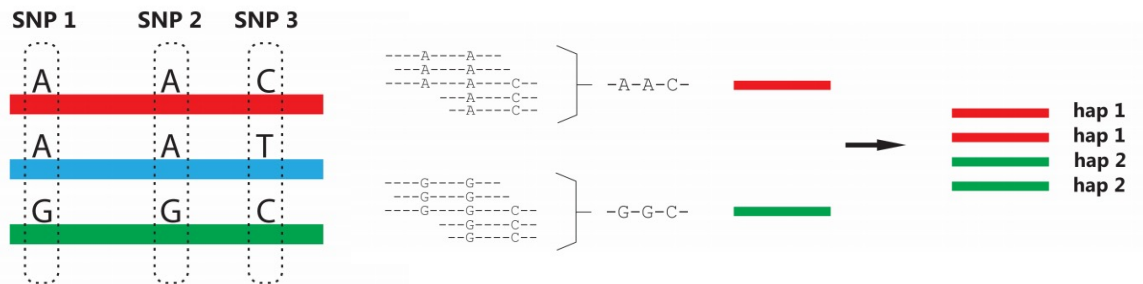 SNP 1 SNP 2 SNP 3
A A C
A A T
G G C
----A----A---
---A----A----
----A----A----C--
----A----C--
---A----C--
-A-A-C-
----G----G---
---G----G----
----G----G----C--
----G----C--
--G----C--
-G-G-C-
hap 1
hap 1
hap 2
hap 2